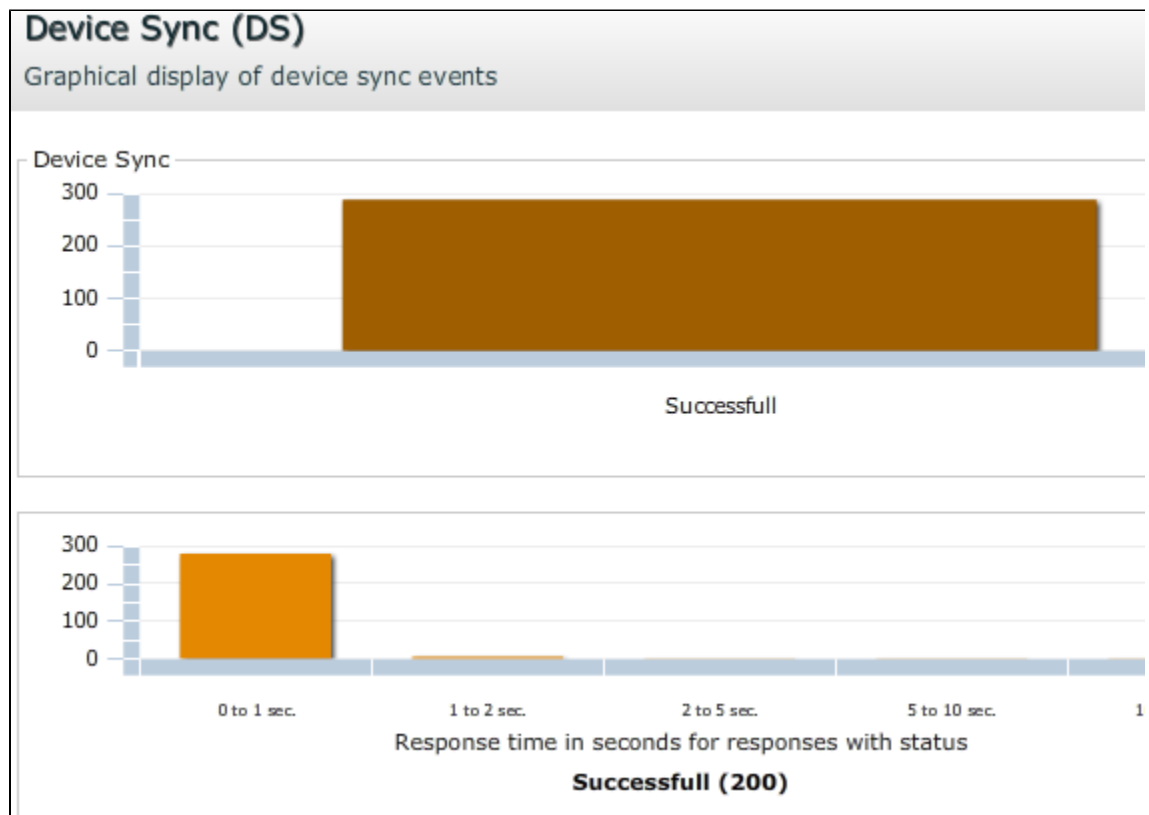 Device Sync (DS)
Graphical display of device sync events
Device Sync
300
200
100
0
Successfull
300
200
100
0
0 to 1 sec.
1 to 2 sec.
2 to 5 sec.
5 to 10 sec.
1
Response time in seconds for responses with status
Successfull (200)